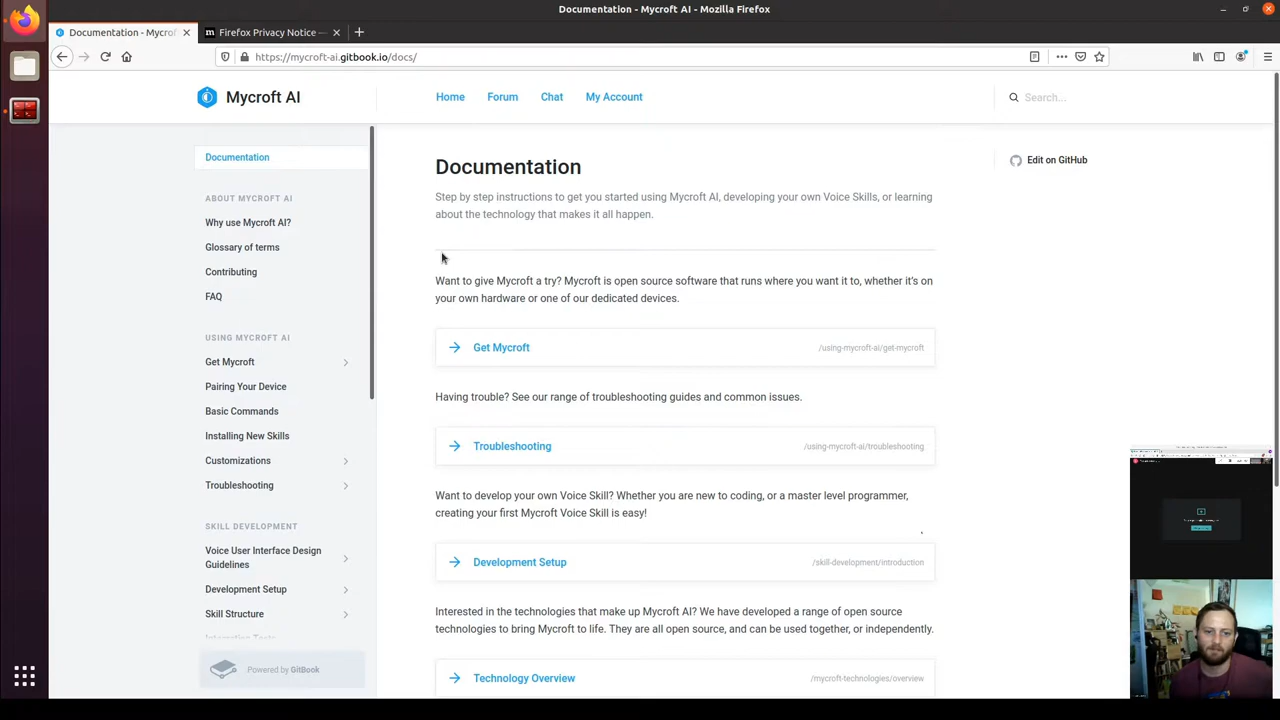 Documentation - Mycroft AI - Mozilla Firefox
Documentation - Mycrof
Firefox Privacy Notice —
https://mycroft-ai.gitbook.io/docs/
Mycroft AI
Home
Forum
Chat
My Account
Search...
Documentation
ABOUT MYCROFT AI
Why use Mycroft AI?
Glossary of terms
Contributing
FAQ
USING MYCROFT AI
Get Mycroft
Pairing Your Device
Basic Commands
Installing New Skills
Customizations
Troubleshooting
SKILL DEVELOPMENT
Voice User Interface Design
Guidelines
Development Setup
Skill Structure
Integration Tests
Powered by GitBook
Documentation
Step by step instructions to get you started using Mycroft AI, developing your own Voice Skills, or learning
about the technology that makes it all happen.
Want to give Mycroft a try? Mycroft is open source software that runs where you want it to, whether it's on
your own hardware or one of our dedicated devices.
Get Mycroft
/using-mycroft-ai/get-mycroft
Having trouble? See our range of troubleshooting guides and common issues.
Troubleshooting
/using-mycroft-ai/troubleshooting
Want to develop your own Voice Skill? Whether you are new to coding, or a master level programmer,
creating your first Mycroft Voice Skill is easy!
Development Setup
/skill-development/introduction
Interested in the technologies that make up Mycroft AI? We have developed a range of open source
technologies to bring Mycroft to life. They are all open source, and can be used together, or independently.
Technology Overview
/mycroft-technologies/overview
Edit on GitHub